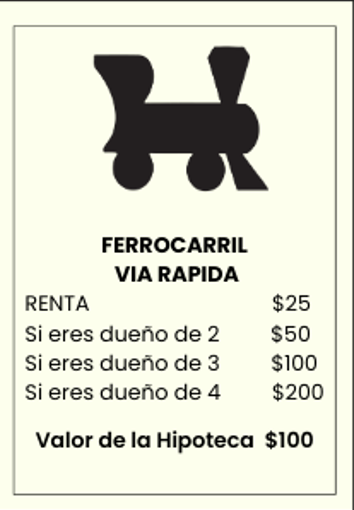 FERROCARRIL
VIA RAPIDA
RENTA $25
Si eres dueño de 2 $50
Si eres dueño de 3 $100
Si eres dueño de 4 $200
Valor de la Hipoteca $100